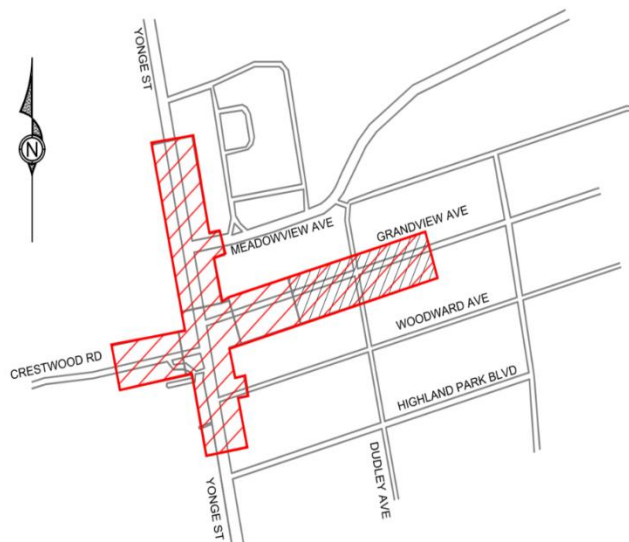 YONGE ST
N
MEADOWVIEW AVE
GRANDVIEW AVE
WOODWARD AVE
CRESTWOOD RD
HIGHLAND PARK BLVD
DUDLEY AVE
YONGE ST